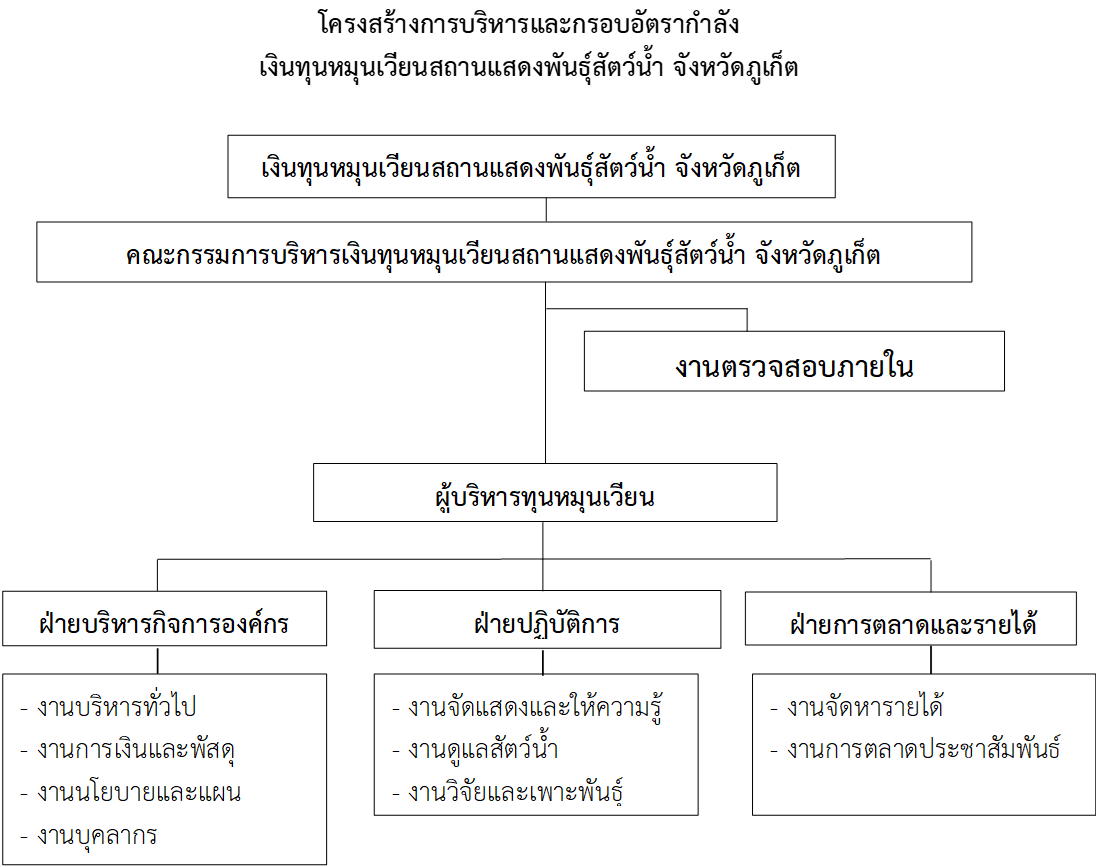 โครงสร้างการบริหารและกรอบอัตรากำลัง
เงินทุนหมุนเวียนสถานแสดงพันธุ์สัตว์น้ำ จังหวัดภูเก็ต
เงินทุนหมุนเวียนสถานแสดงพันธุ์สัตว์น้ำ จังหวัดภูเก็ต
คณะกรรมการบริหารเงินทุนหมุนเวียนสถานแสดงพันธุ์สัตว์น้ำ จังหวัดภูเก็ต
งานตรวจสอบภายใน
ผู้บริหารทุนหมุนเวียน
ฝ่ายบริหารกิจการองค์กร
- งานบริหารทั่วไป
- งานการเงินและพัสดุ
- งานนโยบายและแผน
- งานบุคลากร
ฝ่ายปฏิบัติการ
- งานจัดแสดงและให้ความรู้
- งานดูแลสัตว์น้ำ
- งานวิจัยและเพาะพันธุ์
ฝ่ายการตลาดและรายได้
- งานจัดหารายได้
- งานการตลาดประชาสัมพันธ์